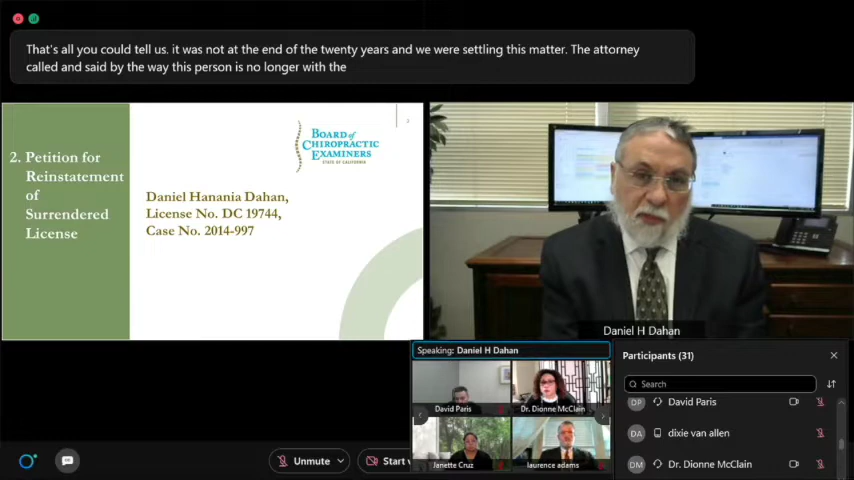 That's all you could tell us. it was not at the end of the twenty years and we were settling this matter. The attorney
called and said by the way this person is no longer with the
2. Petition for
Reinstatement
of
Surrendered
License
BOARD of
CHIROPRACTIC
EXAMINERS
STATE OF CALIFORNIA
2
Daniel Hanania Dahan,
License No. DC 19744,
Case No. 2014-997
Daniel H Dahan
Speaking: Daniel H Dahan
David Paris
Dr. Dionne McClain
Janette Cruz
laurence adams
Participants (31)
Search
DP David Paris
DA dixie van allen
DM Dr. Dionne McClain
Unmute
Start v